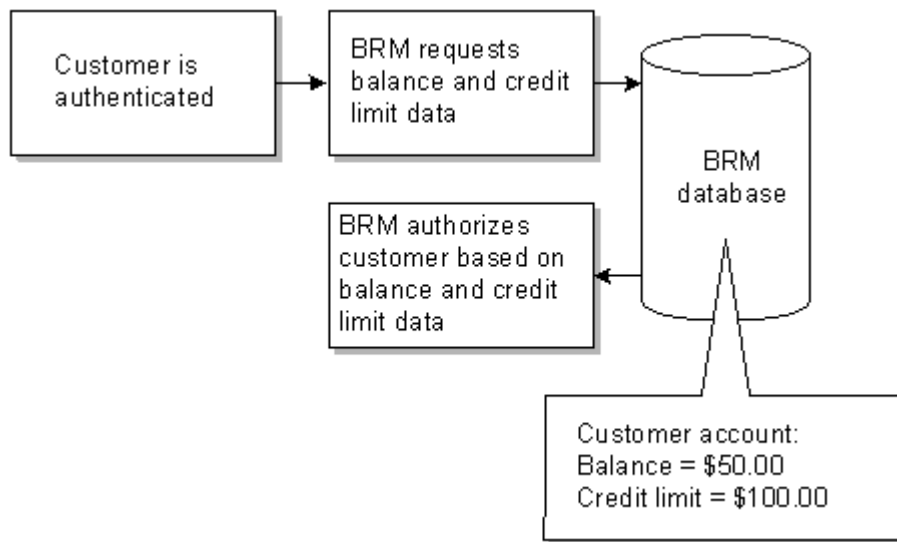 Customer is
authenticated
BRM requests
balance and credit
limit data
BRM
database
BRM authorizes
customer based on
balance and credit
limit data
Customer account:
Balance = $50.00
Credit limit = $100.00